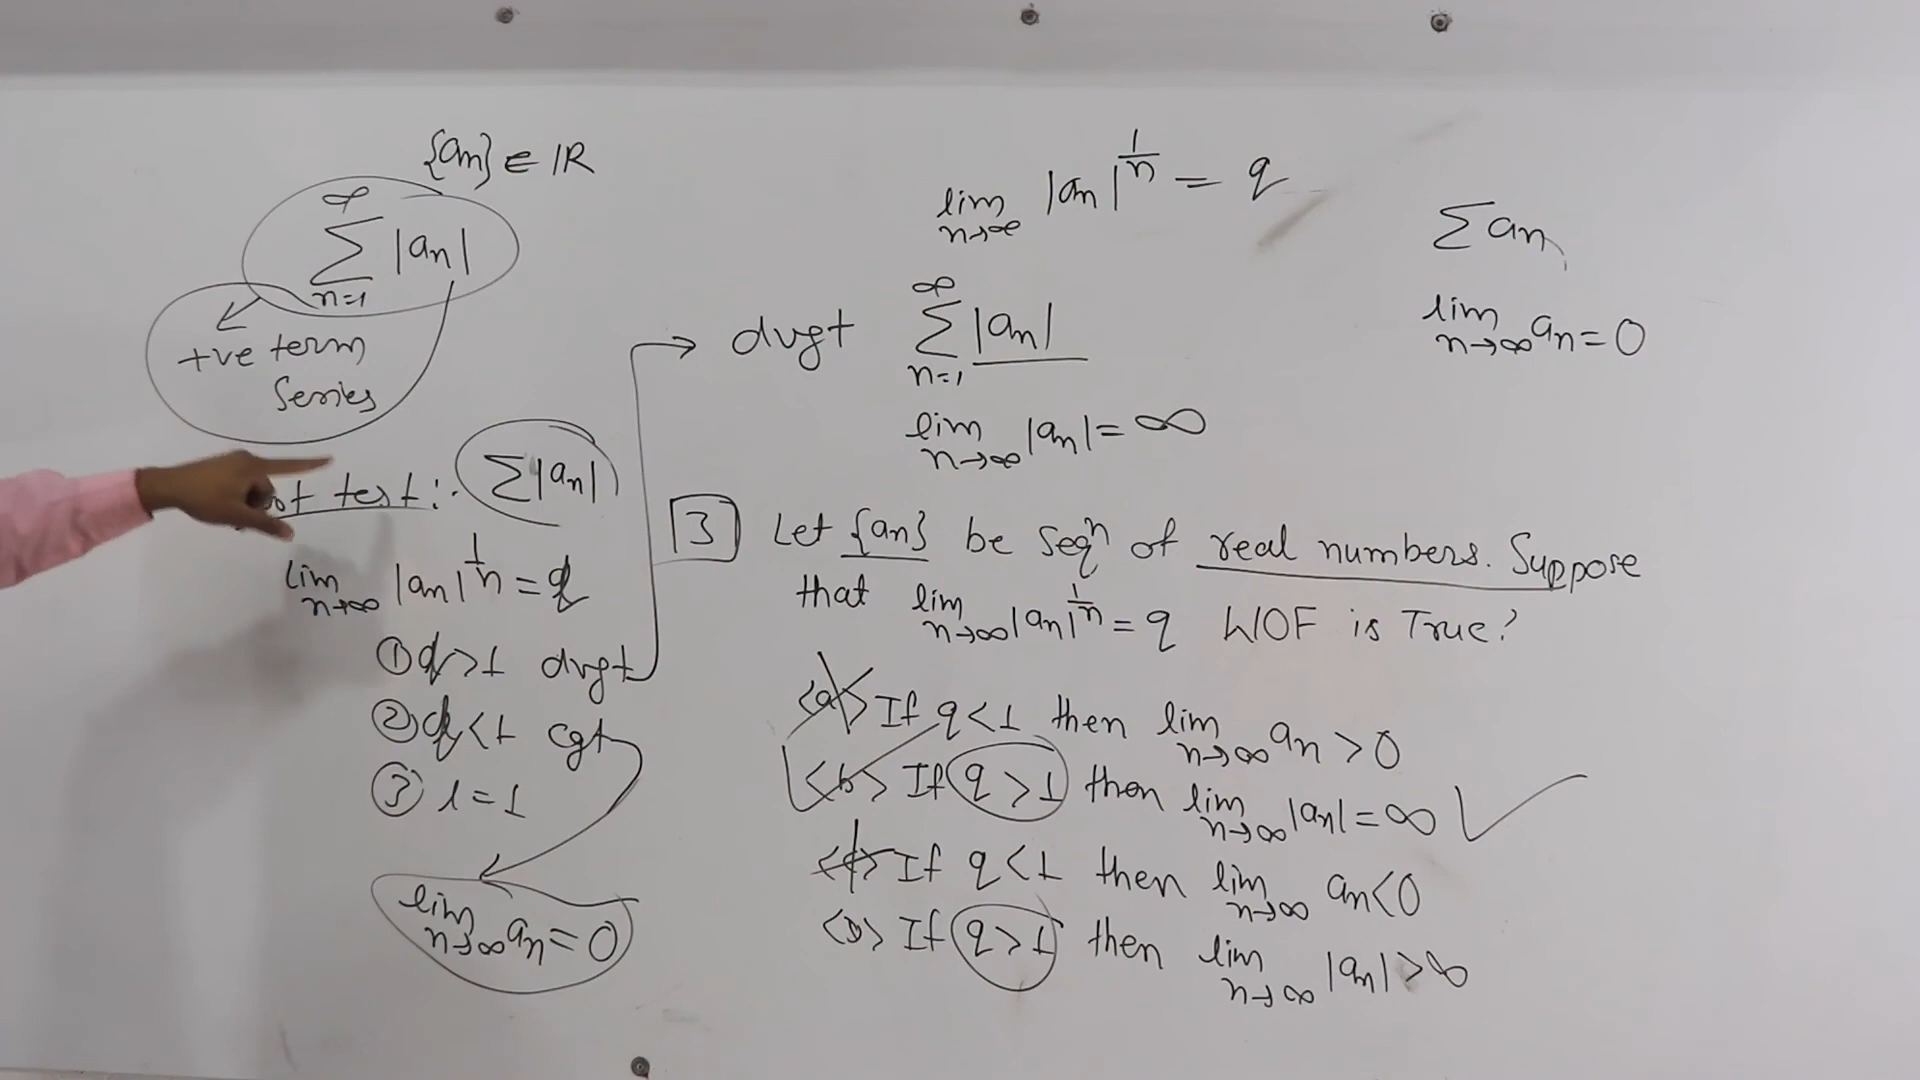 {an} ∈ IR
∞
∑ |an|
n=1
+ve term
Series
test :- ∑|an|
lim |an|^1/n = q
n→∞
① q>1 dvgt
② q<1 cgt
③ l=1
lim an = 0
n→∞
lim |an|^1/n = q
n→∞
dvgt ∑ |an|
∞
n=1
lim |an| = ∞
n→∞
∑ an
lim an = 0
n→∞
3 Let {an} be seqn of real numbers. Suppose
that lim |an|^1/n = q WOF is True?
n→∞
<a> If q<1 then lim an > 0
n→∞
<b> If q>1 then lim |an| = ∞
n→∞
If q<1 then lim an<0
n→∞
<D> If q>1 then lim |an| > ∞
n→∞